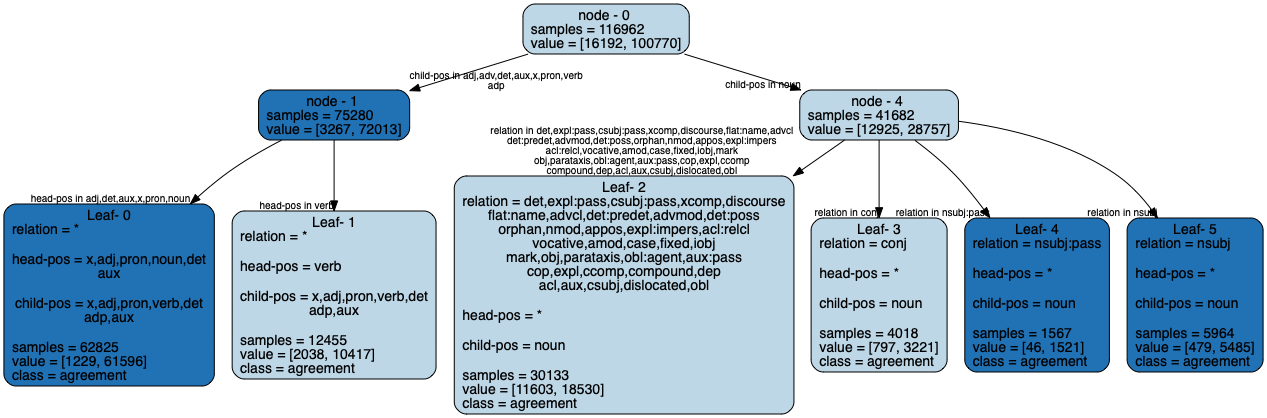 node - 0
samples = 116962
value = [16192, 100770]
child-pos in adj,adv,det,aux,x,pron,verb
adp
child-pos in noun
node - 1
samples = 75280
value = [3267, 72013]
node - 4
samples = 41682
value = [12925, 28757]
head-pos in adj,det,aux,x,pron,noun
head-pos in verb
relation in det,expl:pass,csubj:pass,xcomp,discourse,flat:name,advcl
det:predet,advmod,det:poss,orphan,nmod,appos,expl:impers
acl:relcl,vocative,amod,case,fixed,iobj,mark
obj,parataxis,obl:agent,aux:pass,cop,expl,ccomp
compound,dep,acl,aux,csubj,dislocated,obl
relation in conj
relation in nsubj:pass
relation in nsubj
Leaf- 0
relation = *
head-pos = x,adj,pron,noun,det
aux
child-pos = x,adj,pron,verb,det
adp,aux
samples = 62825
value = [1229, 61596]
class = agreement
Leaf- 1
relation = *
head-pos = verb
child-pos = x,adj,pron,verb,det
adp,aux
samples = 12455
value = [2038, 10417]
class = agreement
Leaf- 2
relation = det,expl:pass,csubj:pass,xcomp,discourse
flat:name,advcl,det:predet,advmod,det:poss
orphan,nmod,appos,expl:impers,acl:relcl
vocative,amod,case,fixed,iobj
mark,obj,parataxis,obl:agent,aux:pass
cop,expl,ccomp,compound,dep
acl,aux,csubj,dislocated,obl
head-pos = *
child-pos = noun
samples = 30133
value = [11603, 18530]
class = agreement
Leaf- 3
relation = conj
head-pos = *
child-pos = noun
samples = 4018
value = [797, 3221]
class = agreement
Leaf- 4
relation = nsubj:pass
head-pos = *
child-pos = noun
samples = 1567
value = [46, 1521]
class = agreement
Leaf- 5
relation = nsubj
head-pos = *
child-pos = noun
samples = 5964
value = [479, 5485]
class = agreement